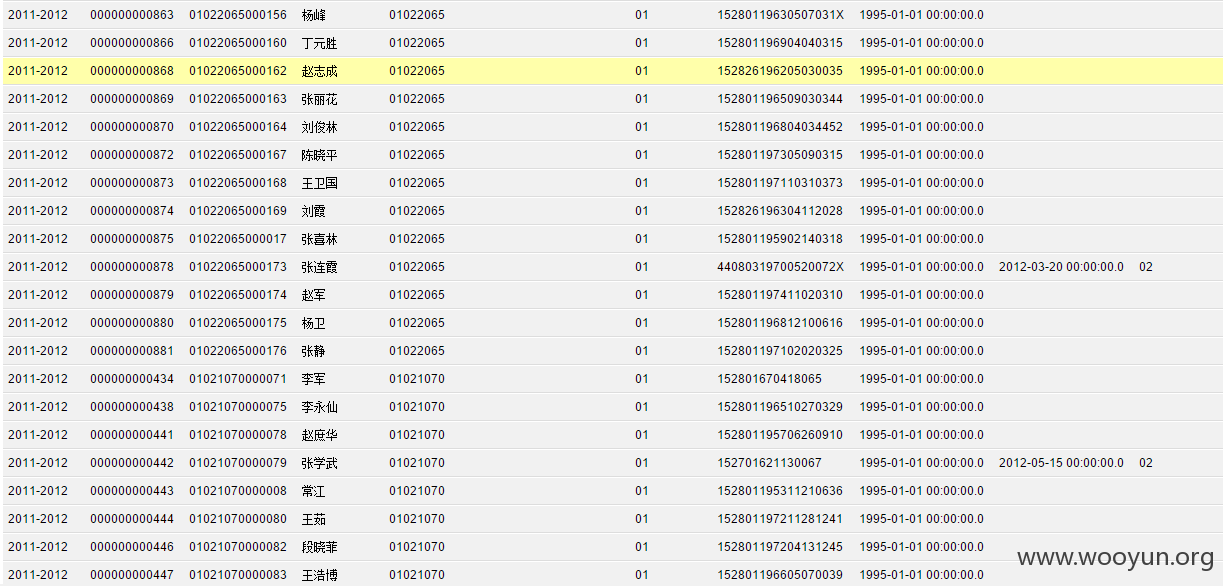 2011-2012 000000000863 01022065000156 杨峰 01022065 01 15280119630507031X 1995-01-01 00:00:00.0
2011-2012 000000000866 01022065000160 丁元胜 01022065 01 152801196904040315 1995-01-01 00:00:00.0
2011-2012 000000000868 01022065000162 赵志成 01022065 01 152826196205030035 1995-01-01 00:00:00.0
2011-2012 000000000869 01022065000163 张丽花 01022065 01 152801196509030344 1995-01-01 00:00:00.0
2011-2012 000000000870 01022065000164 刘俊林 01022065 01 152801196804034452 1995-01-01 00:00:00.0
2011-2012 000000000872 01022065000167 陈晓平 01022065 01 152801197305090315 1995-01-01 00:00:00.0
2011-2012 000000000873 01022065000168 王卫国 01022065 01 152801197110310373 1995-01-01 00:00:00.0
2011-2012 000000000874 01022065000169 刘霞 01022065 01 152826196304112028 1995-01-01 00:00:00.0
2011-2012 000000000875 01022065000017 张喜林 01022065 01 152801195902140318 1995-01-01 00:00:00.0
2011-2012 000000000878 01022065000173 张连霞 01022065 01 44080319700520072X 1995-01-01 00:00:00.0 2012-03-20 00:00:00.0 02
2011-2012 000000000879 01022065000174 赵军 01022065 01 152801197411020310 1995-01-01 00:00:00.0
2011-2012 000000000880 01022065000175 杨卫 01022065 01 152801196812100616 1995-01-01 00:00:00.0
2011-2012 000000000881 01022065000176 张静 01022065 01 152801197102020325 1995-01-01 00:00:00.0
2011-2012 000000000434 01021070000071 李军 01021070 01 152801670418065 1995-01-01 00:00:00.0
2011-2012 000000000438 01021070000075 李永仙 01021070 01 152801196510270329 1995-01-01 00:00:00.0
2011-2012 000000000441 01021070000078 赵庶华 01021070 01 152801195706260910 1995-01-01 00:00:00.0
2011-2012 000000000442 01021070000079 张学武 01021070 01 152701621130067 1995-01-01 00:00:00.0 2012-05-15 00:00:00.0 02
2011-2012 000000000443 01021070000008 常江 01021070 01 152801195311210636 1995-01-01 00:00:00.0
2011-2012 000000000444 01021070000080 王茹 01021070 01 152801197211281241 1995-01-01 00:00:00.0
2011-2012 000000000446 01021070000082 段晓菲 01021070 01 152801197204131245 1995-01-01 00:00:00.0
2011-2012 000000000447 01021070000083 王浩博 01021070 01 152801196605070039 1995-01-01 00:00:00.0
www.wooyun.org